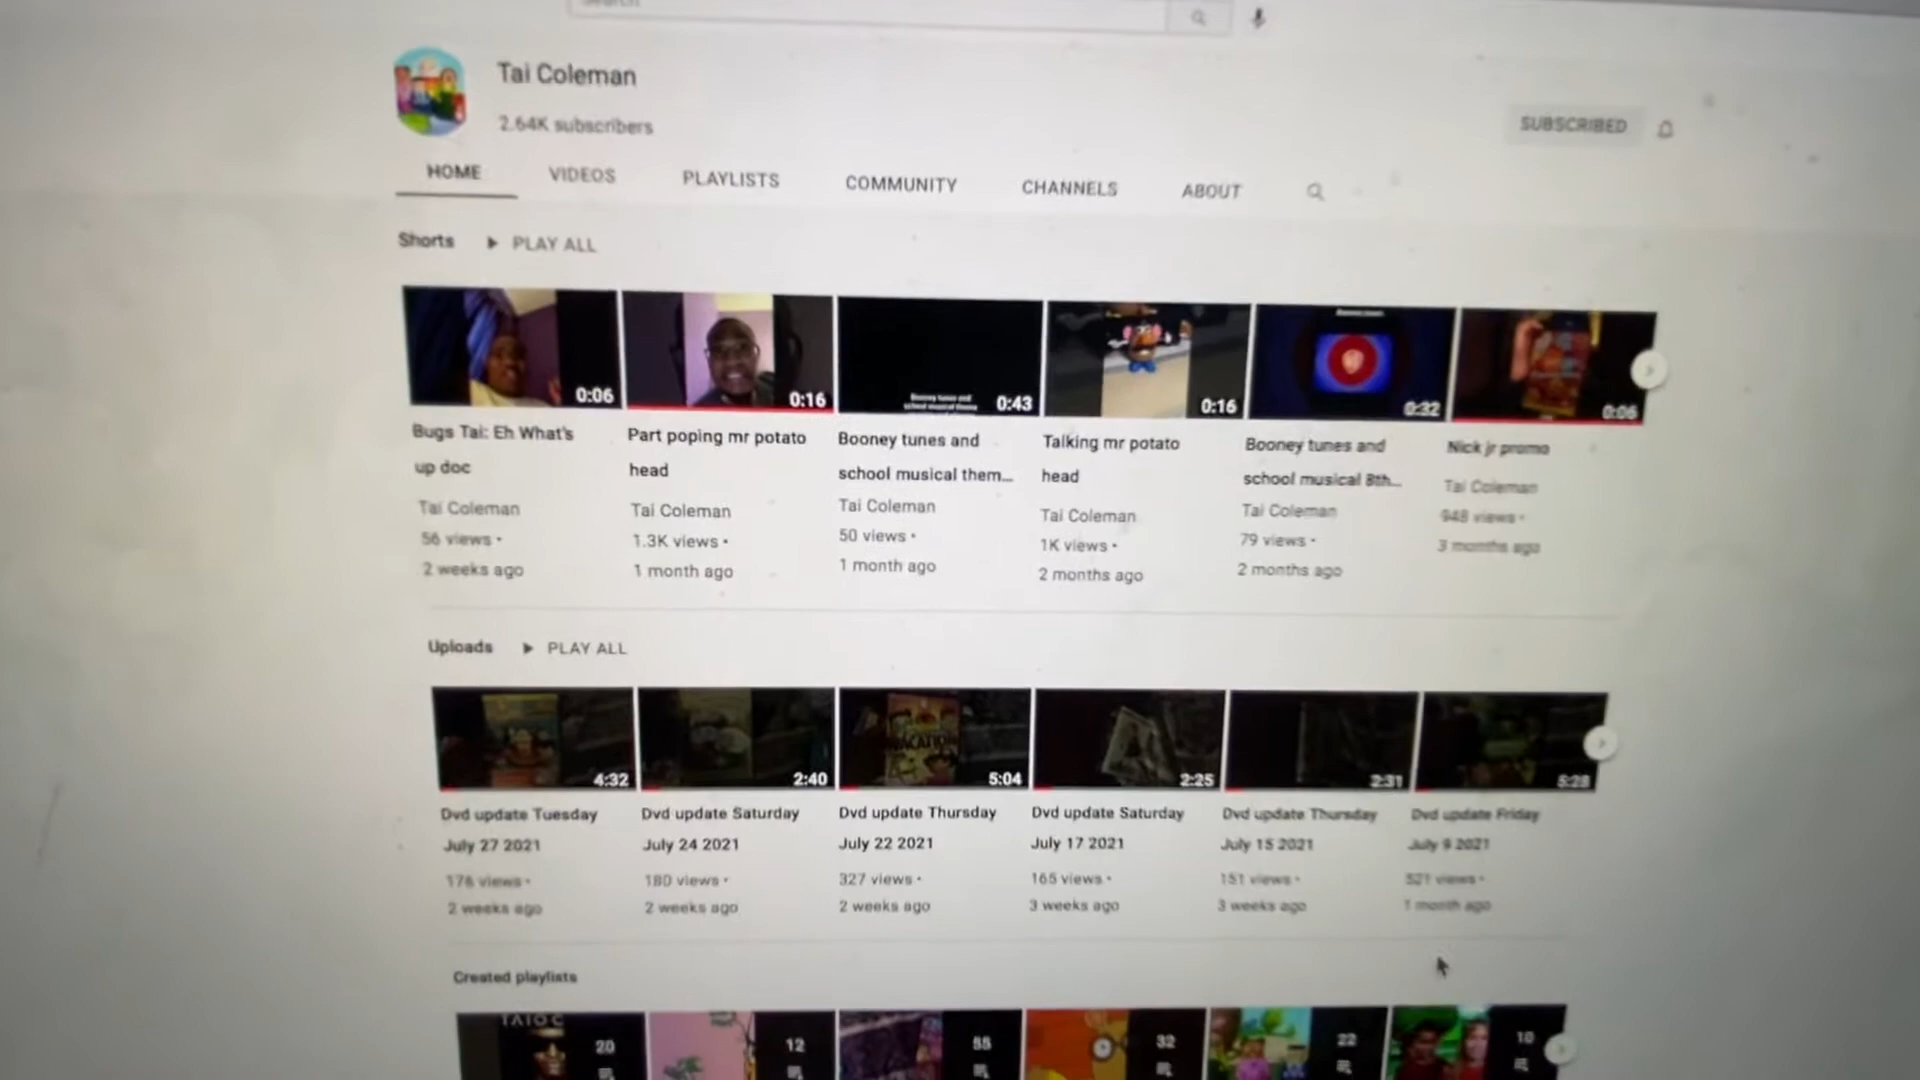 Search
Tai Coleman
2.64K subscribers
SUBSCRIBED
HOME VIDEOS PLAYLISTS COMMUNITY CHANNELS ABOUT
Shorts PLAY ALL
0:06 0:16 0:43 0:16 0:32 0:06
Bugs Tai: Eh What's
up doc
Tai Coleman
56 views •
2 weeks ago
Part poping mr potato
head
Tai Coleman
1.3K views •
1 month ago
Booney tunes and
school musical them...
Tai Coleman
50 views •
1 month ago
Talking mr potato
head
Tai Coleman
1K views •
2 months ago
Booney tunes and
school musical 8th...
Tai Coleman
79 views •
2 months ago
Nick jr promo
Tai Coleman
948 views •
3 months ago
Uploads PLAY ALL
4:32 2:40 5:04 2:25 2:31 5:28
Dvd update Tuesday
July 27 2021
176 views •
2 weeks ago
Dvd update Saturday
July 24 2021
180 views •
2 weeks ago
VACATION
Dvd update Thursday
July 22 2021
327 views •
2 weeks ago
Dvd update Saturday
July 17 2021
165 views •
3 weeks ago
Dvd update Thursday
July 15 2021
151 views •
3 weeks ago
Dvd update Friday
July 9 2021
521 views •
1 month ago
Created playlists
20 12 55 32 22 10